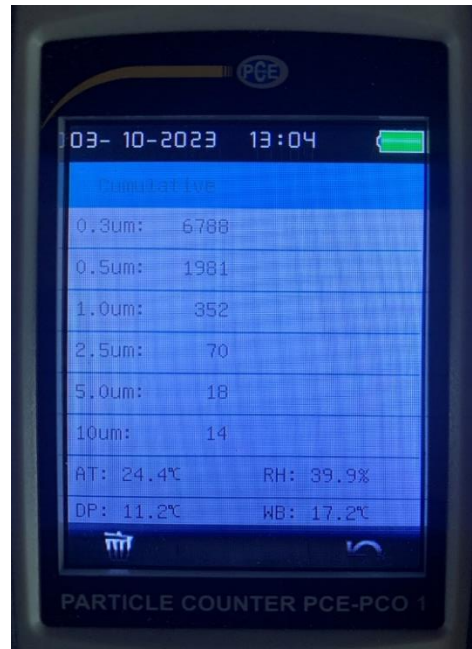 PCE
03- 10-2023 13:04
Cumulative
0.3um: 6788
0.5um: 1981
1.0um: 352
2.5um: 70
5.0um: 18
10um: 14
AT: 24.4℃ RH: 39.9%
DP: 11.2℃ WB: 17.2℃
PARTICLE COUNTER PCE-PCO 1